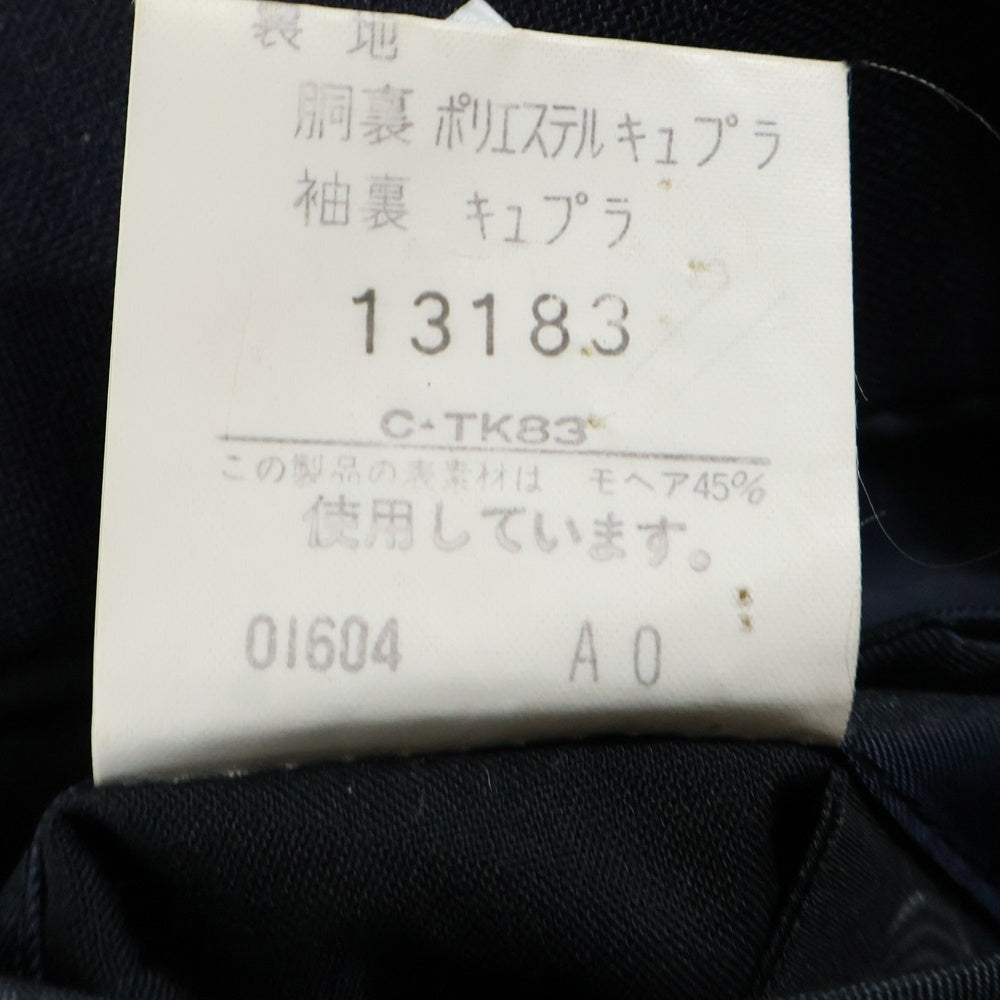 裏地
胴裏 ポリエステルキュプラ
袖裏 キュプラ
13183
C-TK83
この製品の表素材は モヘア45%
使用しています。
01604 A0